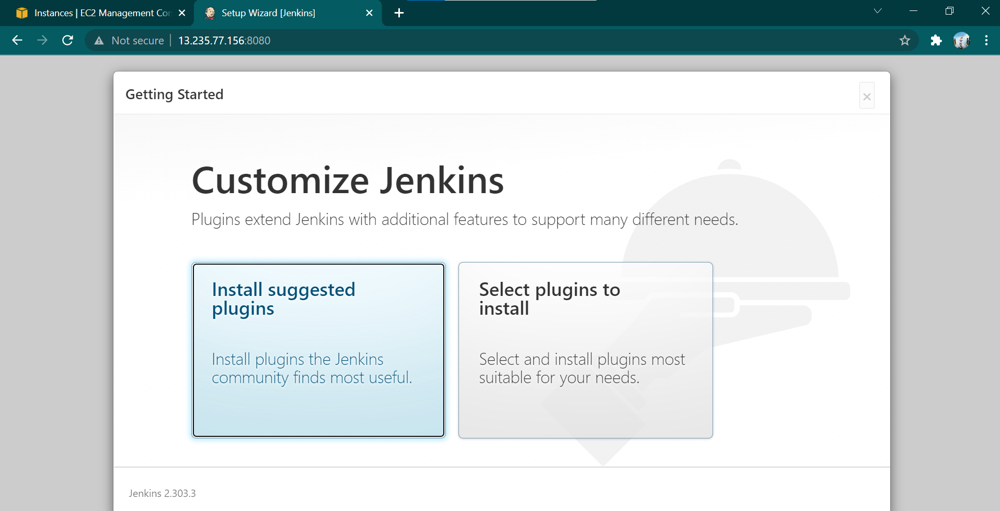 Instances | EC2 Management Con
Setup Wizard [Jenkins]
Not secure
13.235.77.156:8080
Getting Started
Customize Jenkins
Plugins extend Jenkins with additional features to support many different needs.
Install suggested
plugins
Install plugins the Jenkins
community finds most useful.
Select plugins to
install
Select and install plugins most
suitable for your needs.
Jenkins 2.303.3